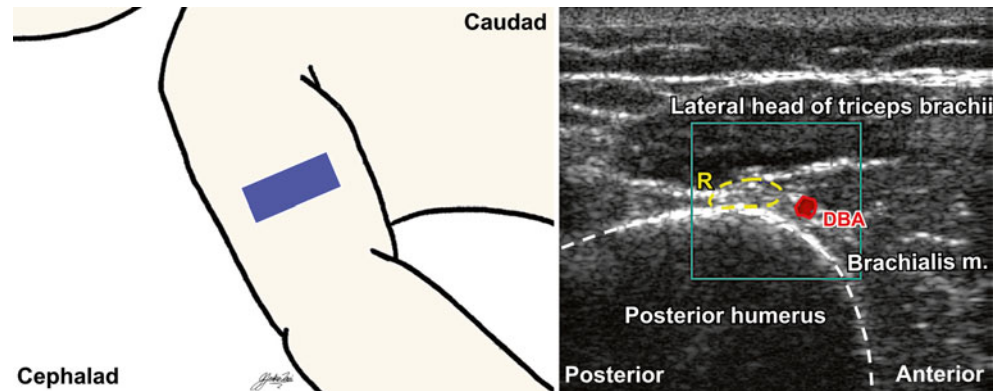 Caudad
Cephalad
Lateral head of triceps brachii
R
DBA
Brachialis m.
Posterior humerus
Posterior
Anterior